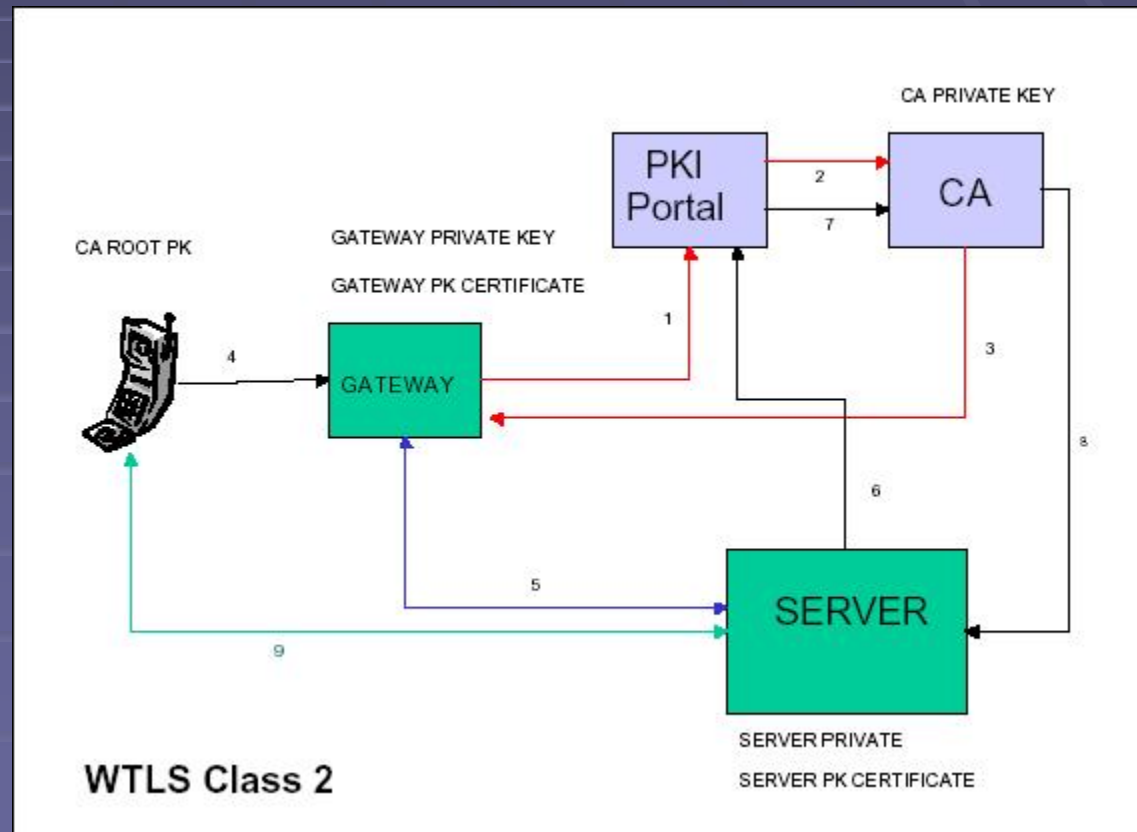 CA PRIVATE KEY
PKI
Portal
2
7
CA
CA ROOT PK
GATEWAY PRIVATE KEY
GATEWAY PK CERTIFICATE
1
3
4
GATEWAY
8
6
5
SERVER
9
SERVER PRIVATE
SERVER PK CERTIFICATE
WTLS Class 2